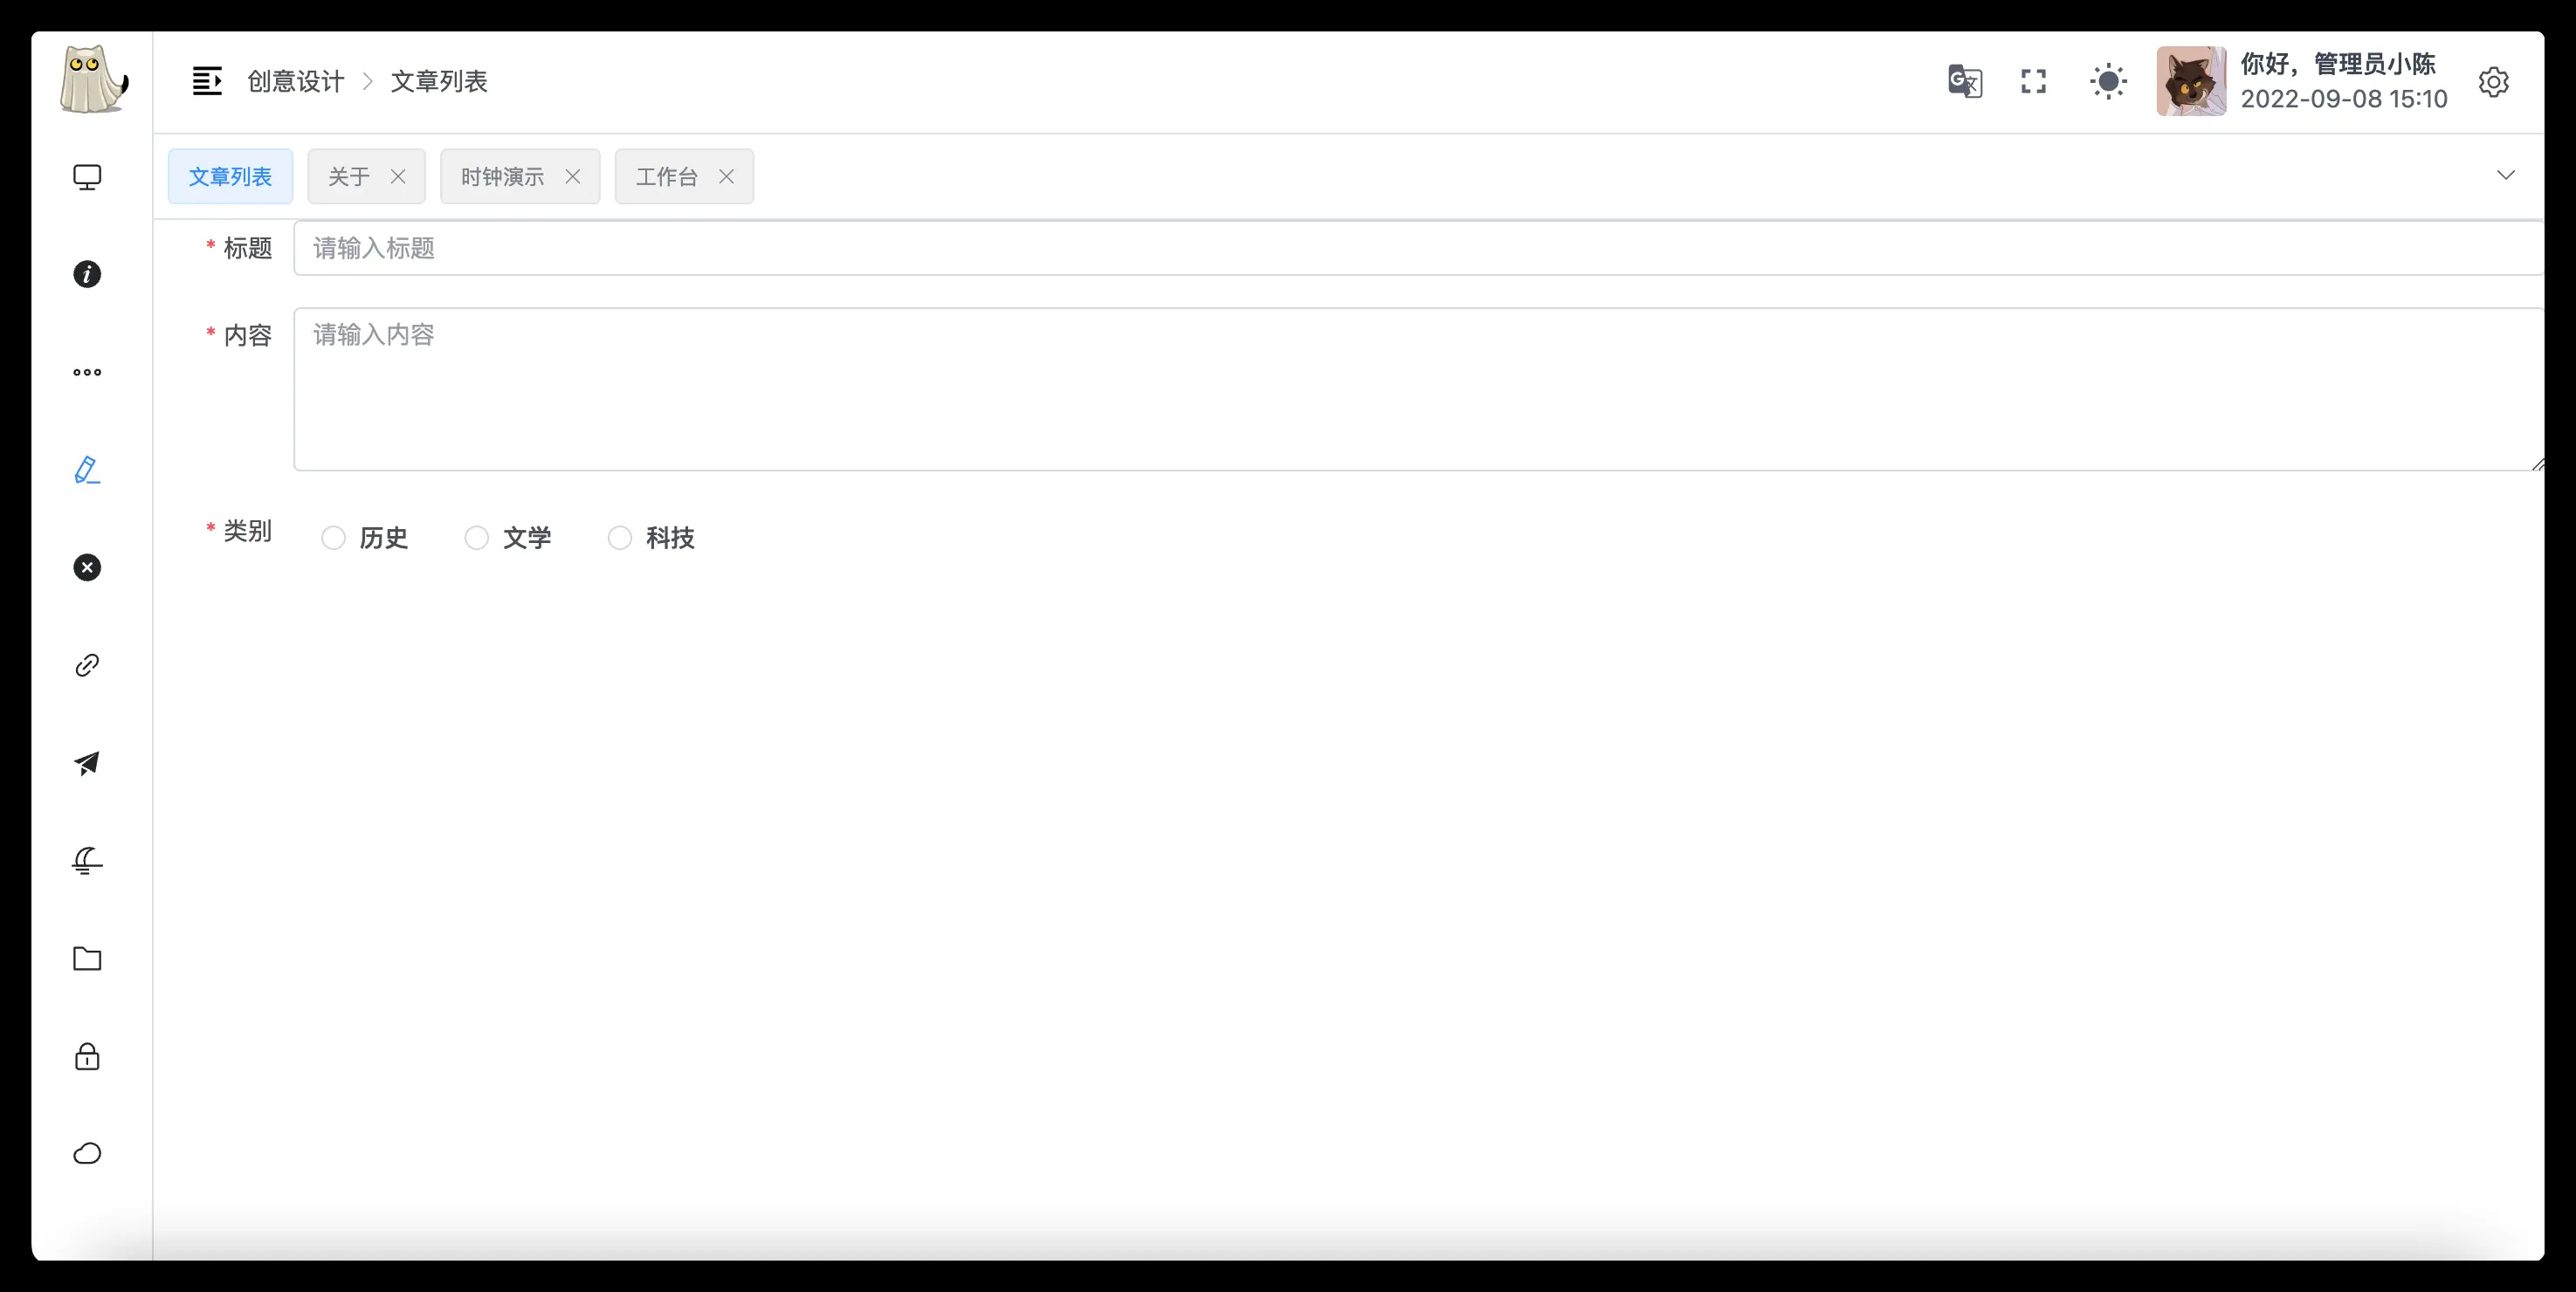 创意设计 > 文章列表
你好，管理员小陈
2022-09-08 15:10
文章列表 关于 时钟演示 工作台
* 标题 请输入标题
* 内容 请输入内容
* 类别 历史 文学 科技